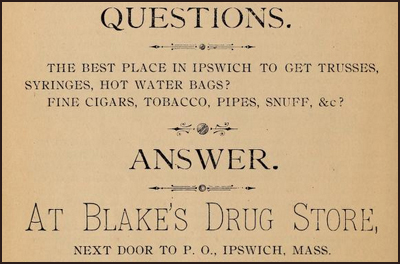 QUESTIONS.
THE BEST PLACE IN IPSWICH TO GET TRUSSES,
SYRINGES, HOT WATER BAGS?
FINE CIGARS, TOBACCO, PIPES, SNUFF, &c?
ANSWER.
AT BLAKE'S DRUG STORE,
NEXT DOOR TO P. O., IPSWICH, MASS.